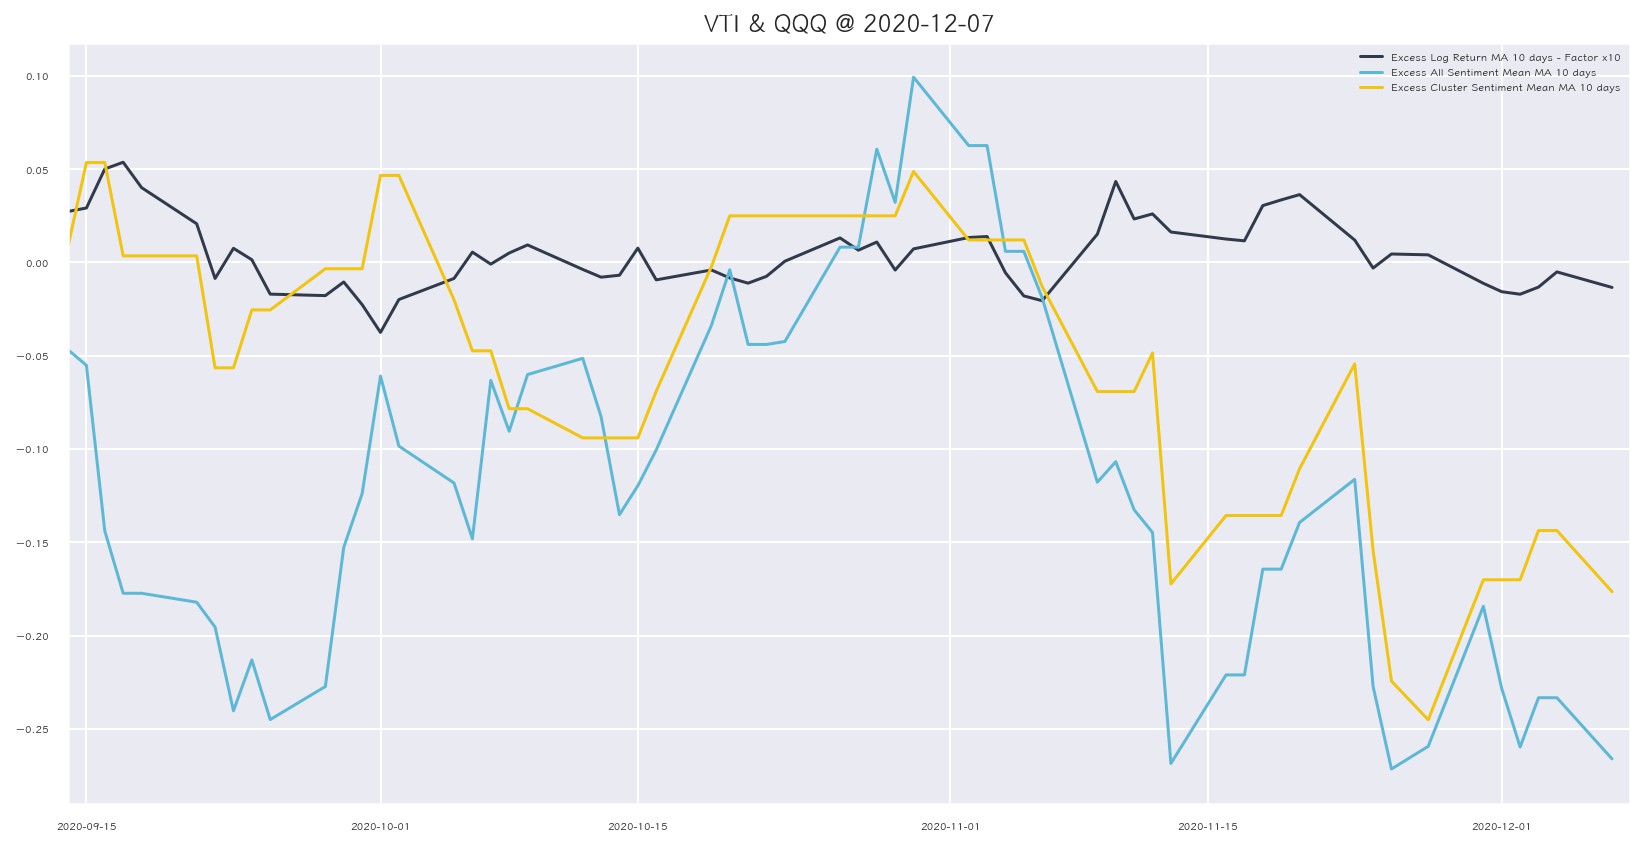 VTI & QQQ @ 2020-12-07
Excess Log Return MA 10 days - Factor x10
Excess All Sentiment Mean MA 10 days
Excess Cluster Sentiment Mean MA 10 days
0.10
0.05
0.00
−0.05
−0.10
−0.15
−0.20
−0.25
2020-09-15 2020-10-01 2020-10-15 2020-11-01 2020-11-15 2020-12-01